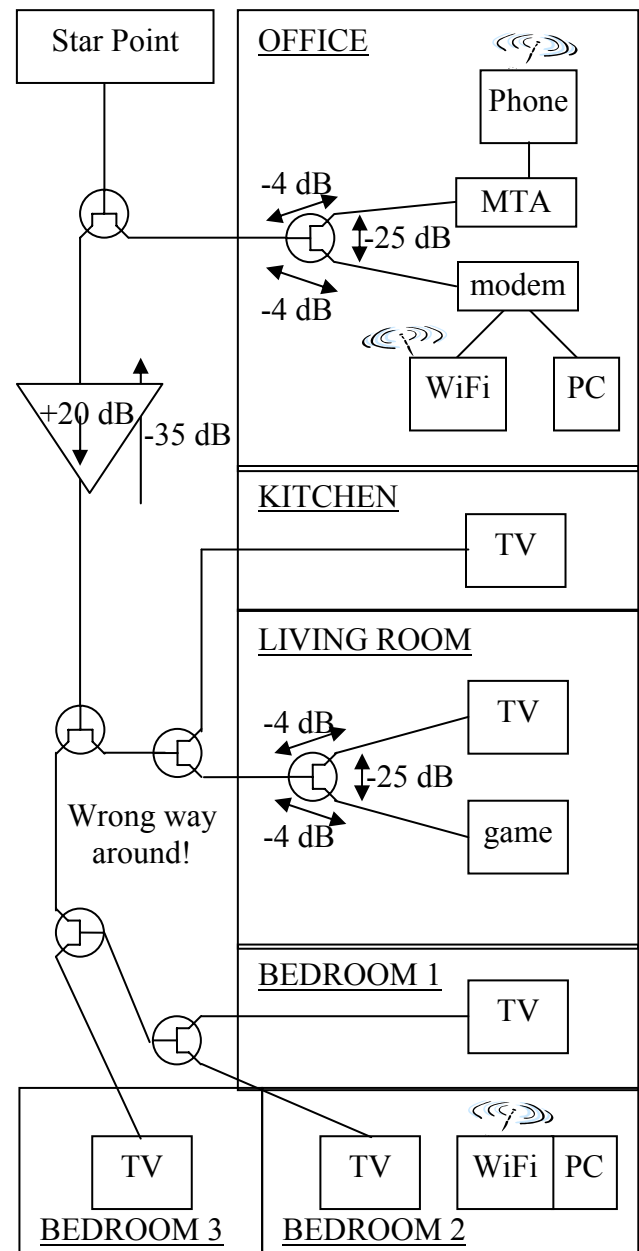 Star Point
OFFICE
Phone
-4 dB
MTA
-25 dB
modem
-4 dB
WiFi
PC
+20 dB
-35 dB
KITCHEN
TV
LIVING ROOM
TV
-4 dB
-25 dB
Wrong way
around!
-4 dB
game
BEDROOM 1
TV
TV
BEDROOM 3
TV
WiFi
PC
BEDROOM 2